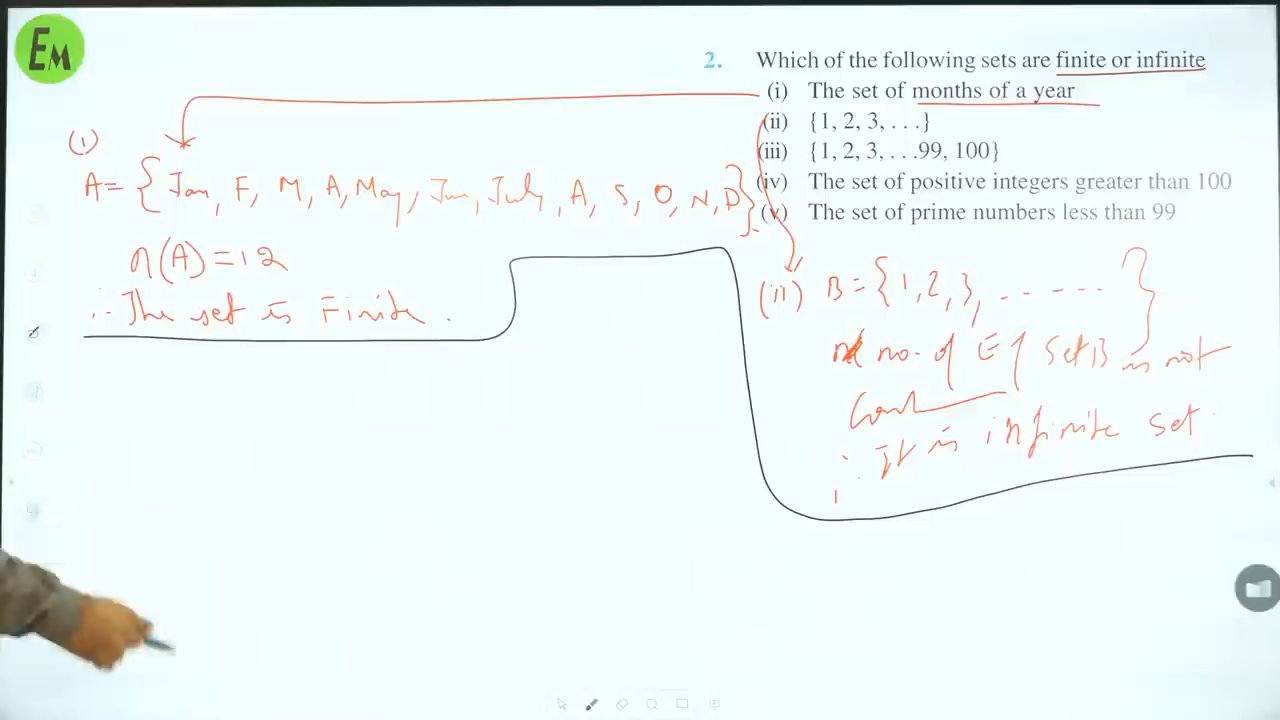 EM
2. Which of the following sets are finite or infinite
(i) The set of months of a year
(ii) {1, 2, 3, . . .}
(iii) {1, 2, 3, . . .99, 100}
(iv) The set of positive integers greater than 100
(v) The set of prime numbers less than 99
(1)
A = { Jan, F, M, A, May, Jun, July, A, S, O, N, D}.
n(A) = 12
∴ The set is Finite.
(ii) B = {1, 2, 3, . . . . . . }
no. of E of Set B is not
∴ It is infinite set.